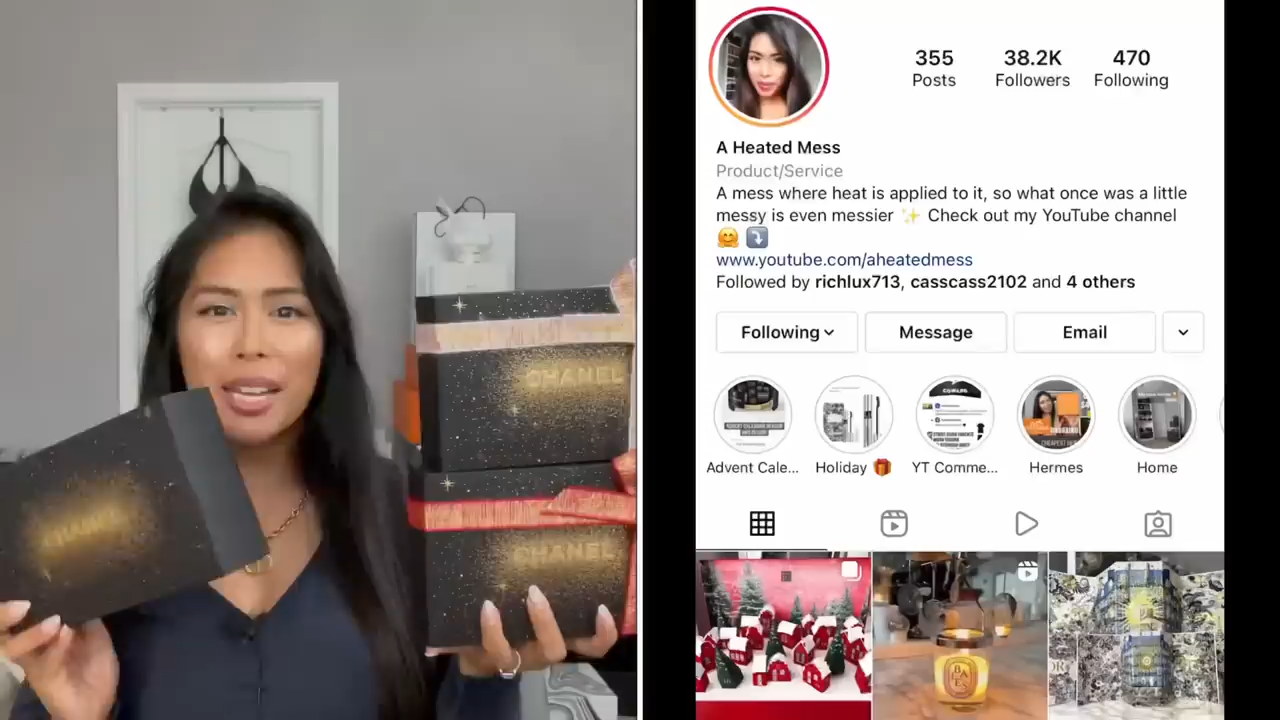 CHANEL
CHANEL
CHANEL
355
38.2K
470
Posts
Followers
Following
A Heated Mess
Product/Service
A mess where heat is applied to it, so what once was a little
messy is even messier ✨ Check out my YouTube channel
🤗 ⤵️
www.youtube.com/aheatedmess
Followed by richlux713, casscass2102 and 4 others
Following
Message
Email
Advent Cale...
Holiday 🎁
YT Comme...
Hermes
Home